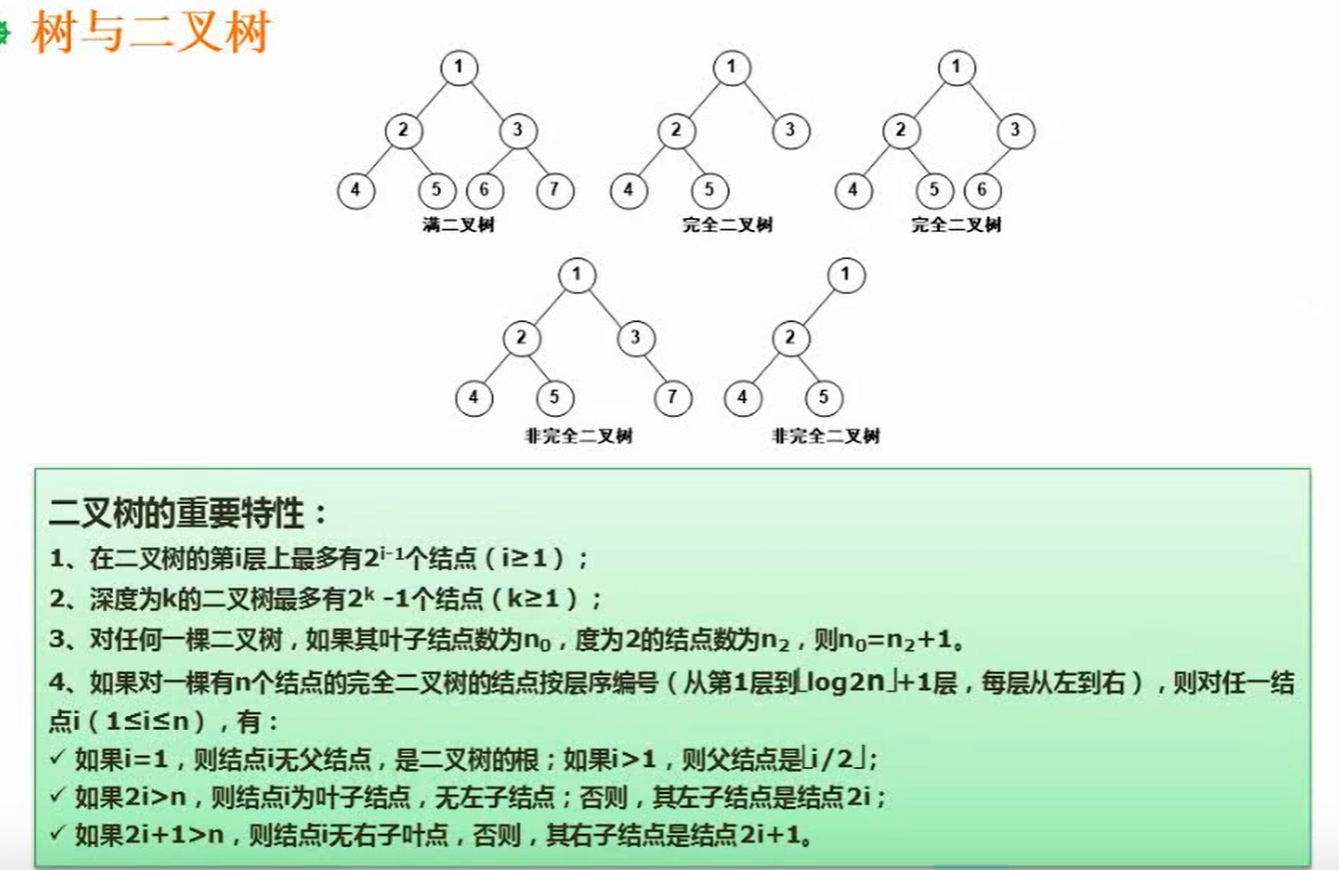 树与二叉树
1
1
1
2
3
2
3
2
3
4
5
6
7
4
5
4
5
6
满二叉树
完全二叉树
完全二叉树
1
1
2
3
2
4
5
7
4
5
非完全二叉树
非完全二叉树
二叉树的重要特性：
1、在二叉树的第i层上最多有2^(i-1)个结点（i≥1）；
2、深度为k的二叉树最多有2^k -1个结点（k≥1）；
3、对任何一棵二叉树，如果其叶子结点数为n₀，度为2的结点数为n₂，则n₀=n₂+1。
4、如果对一棵有n个结点的完全二叉树的结点按层序编号（从第1层到⌊log2n⌋+1层，每层从左到右），则对任一结
点i（1≤i≤n），有：
✓ 如果i=1，则结点i无父结点，是二叉树的根；如果i>1，则父结点是⌊i/2⌋；
✓ 如果2i>n，则结点i为叶子结点，无左子结点；否则，其左子结点是结点2i；
✓ 如果2i+1>n，则结点i无右子叶点，否则，其右子结点是结点2i+1。